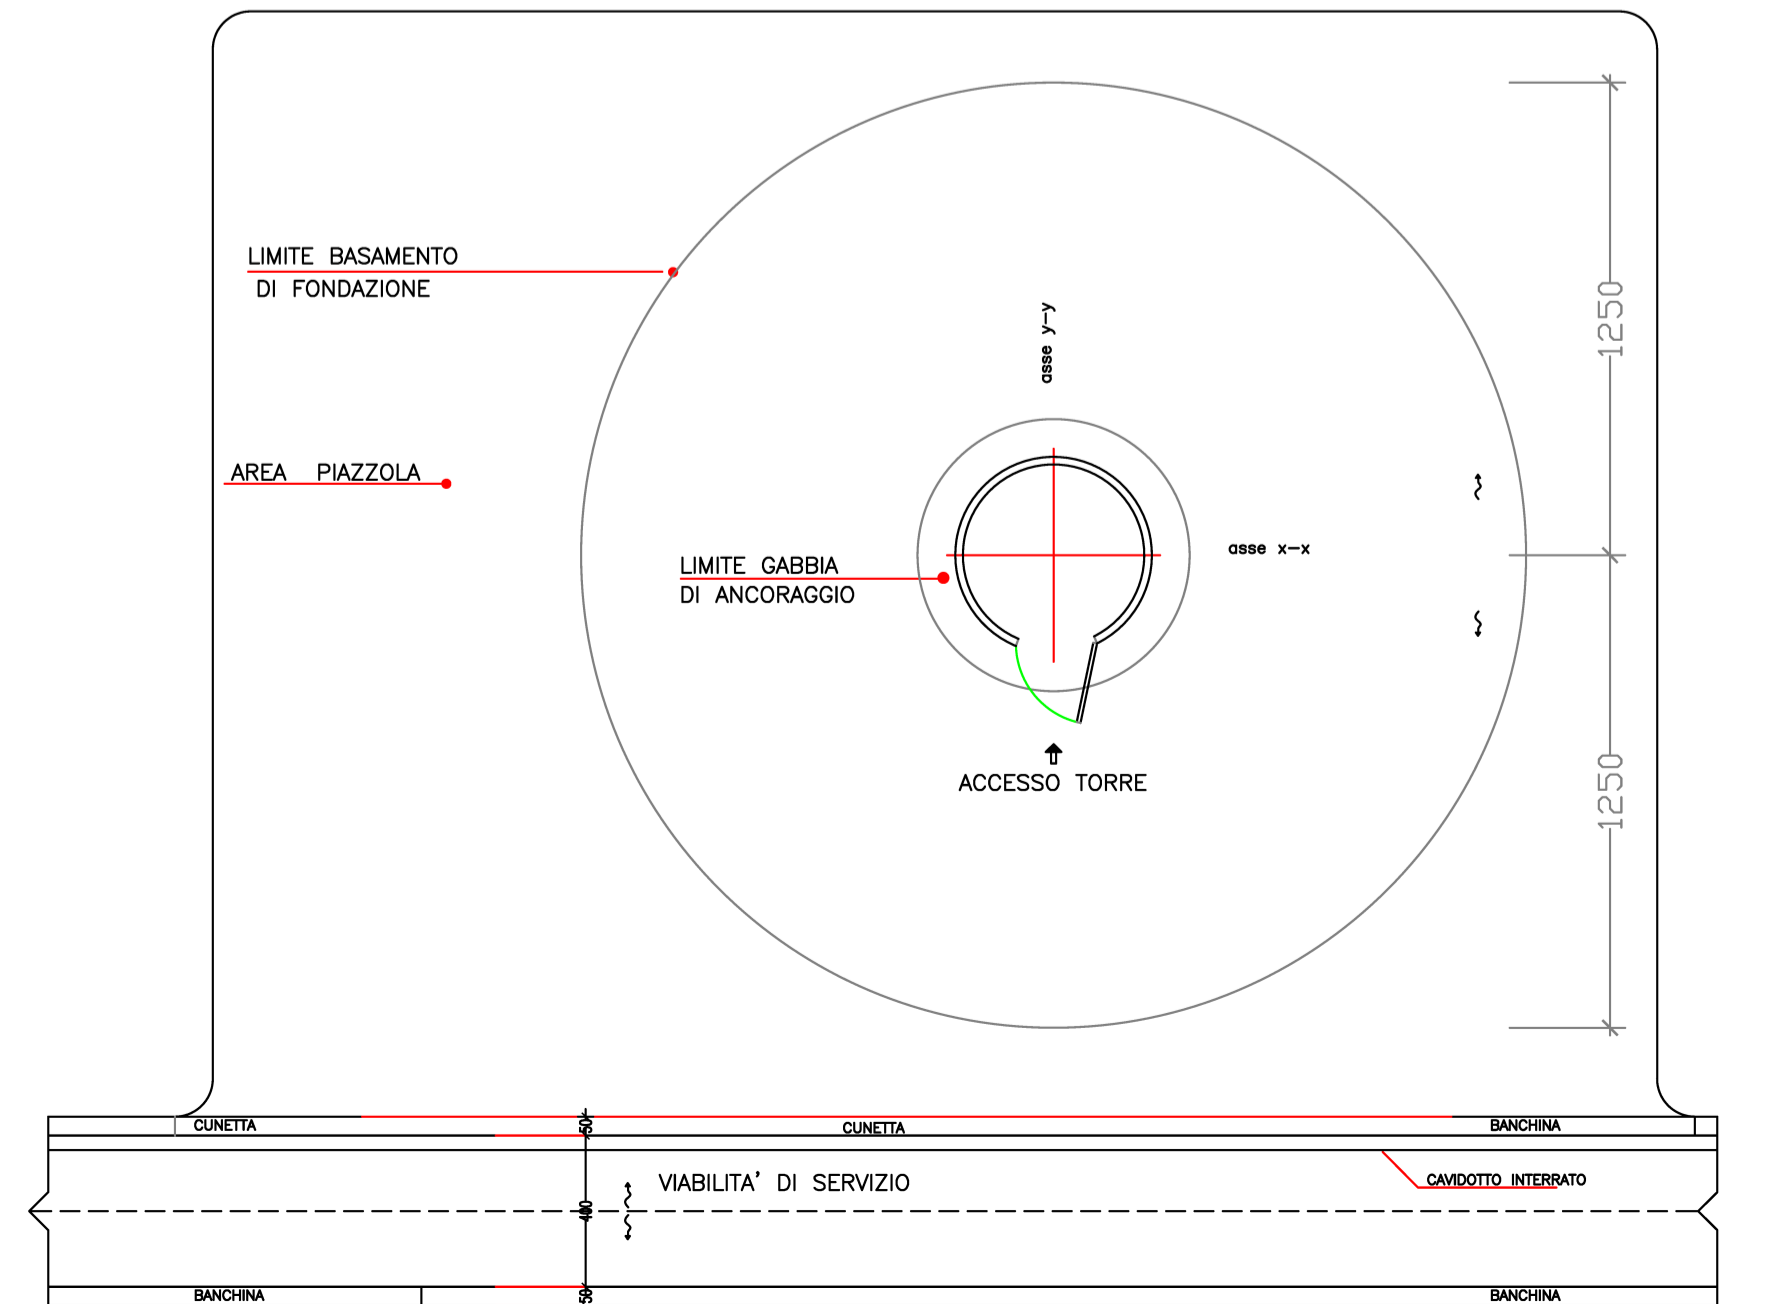 LIMITE BASAMENTO
DI FONDAZIONE
1250
asse y-y
AREA PIAZZOLA
asse x-x
LIMITE GABBIA
DI ANCORAGGIO
1250
ACCESSO TORRE
CUNETTA
50
CUNETTA
BANCHINA
VIABILITA' DI SERVIZIO
CAVIDOTTO INTERRATO
400
BANCHINA
50
BANCHINA